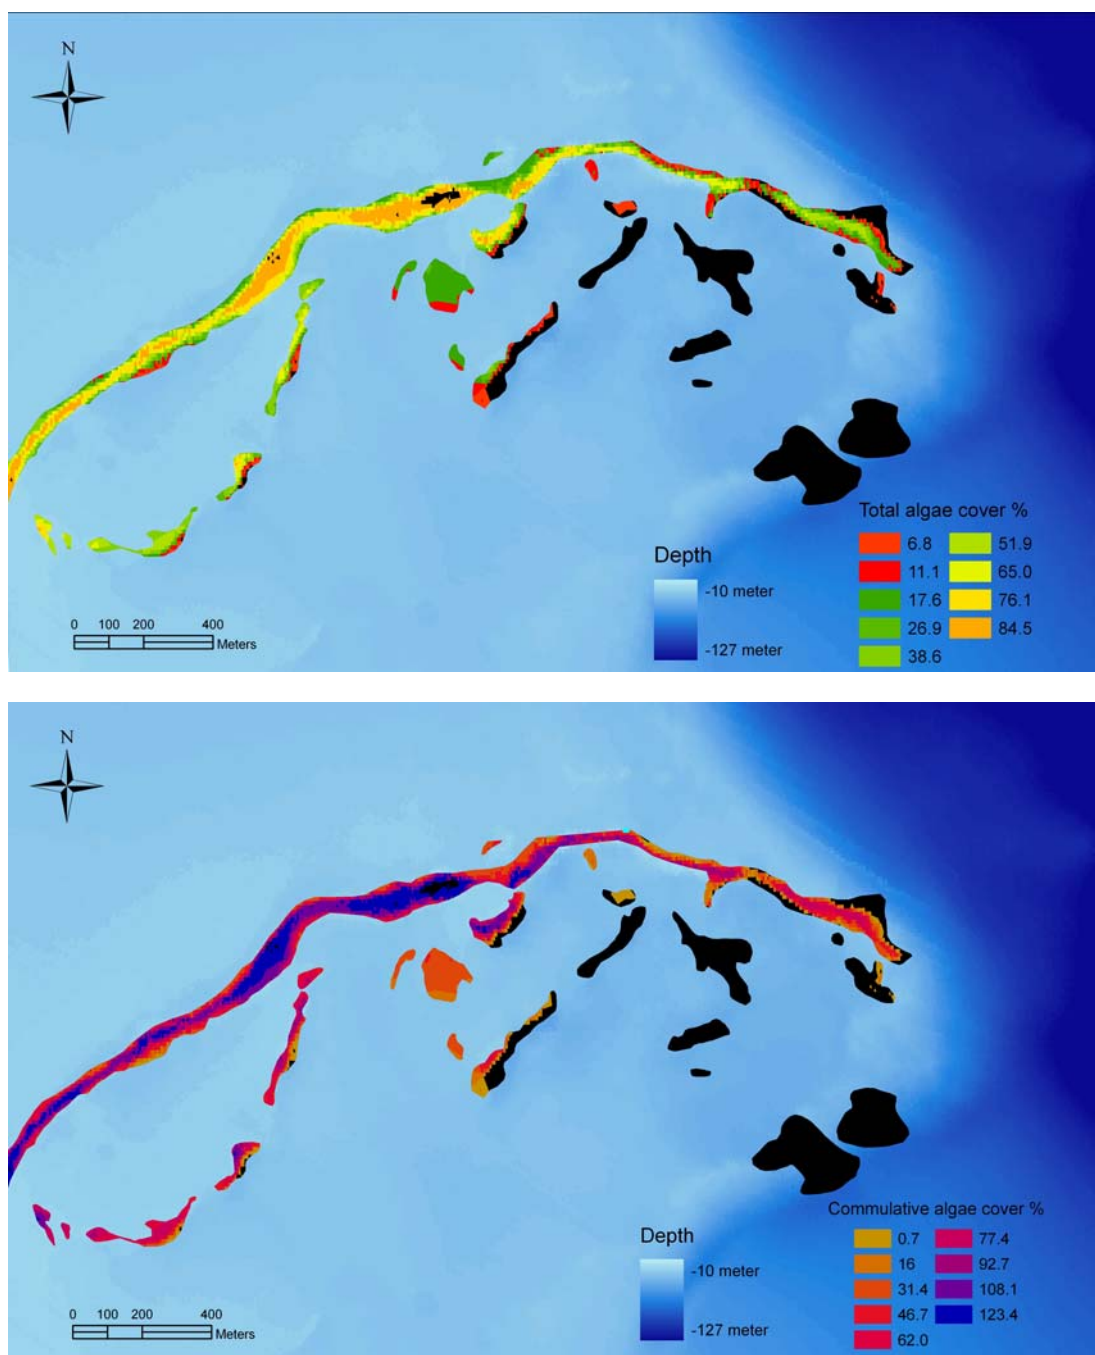 N
Total algae cover %
6.8 51.9
11.1 65.0
17.6 76.1
26.9 84.5
38.6
Depth
-10 meter
-127 meter
0 100 200 400
Meters
N
Commulative algae cover %
0.7 77.4
16 92.7
31.4 108.1
46.7 123.4
62.0
Depth
-10 meter
-127 meter
0 100 200 400
Meters